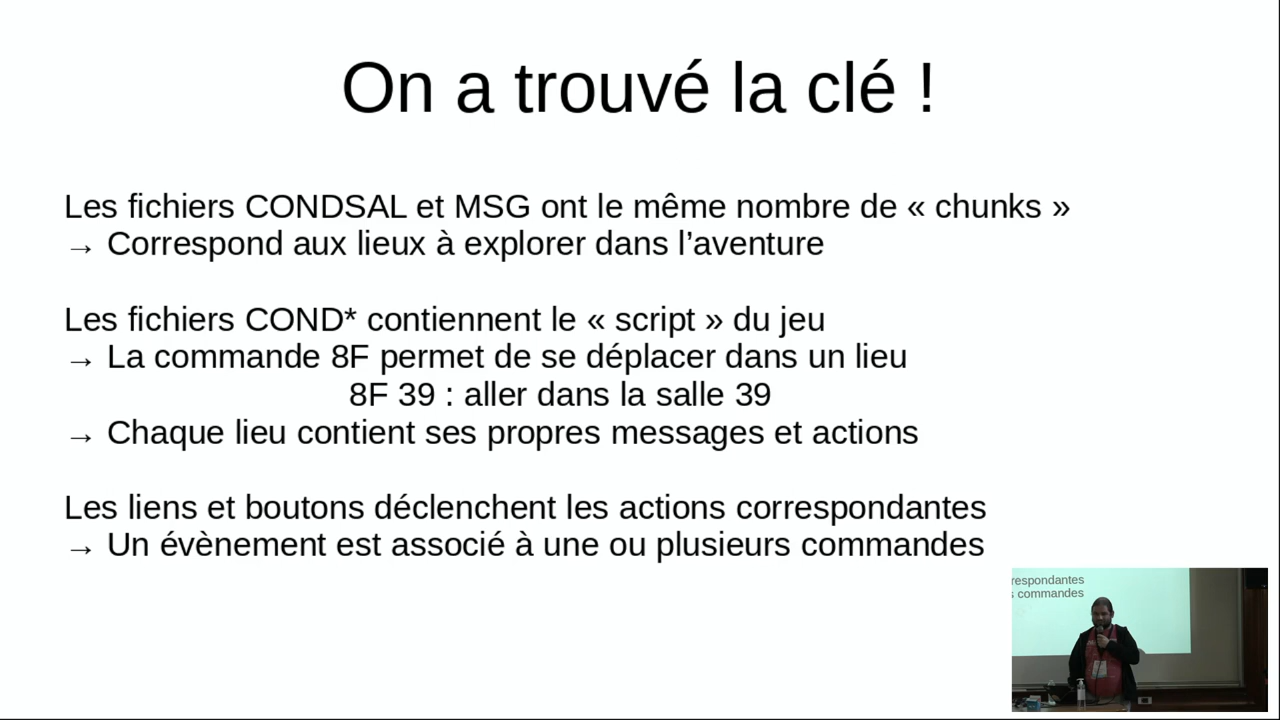 On a trouvé la clé !
Les fichiers CONDSAL et MSG ont le même nombre de « chunks »
→ Correspond aux lieux à explorer dans l’aventure
Les fichiers COND* contiennent le « script » du jeu
→ La commande 8F permet de se déplacer dans un lieu
8F 39 : aller dans la salle 39
→ Chaque lieu contient ses propres messages et actions
Les liens et boutons déclenchent les actions correspondantes
→ Un évènement est associé à une ou plusieurs commandes
respondantes
s commandes